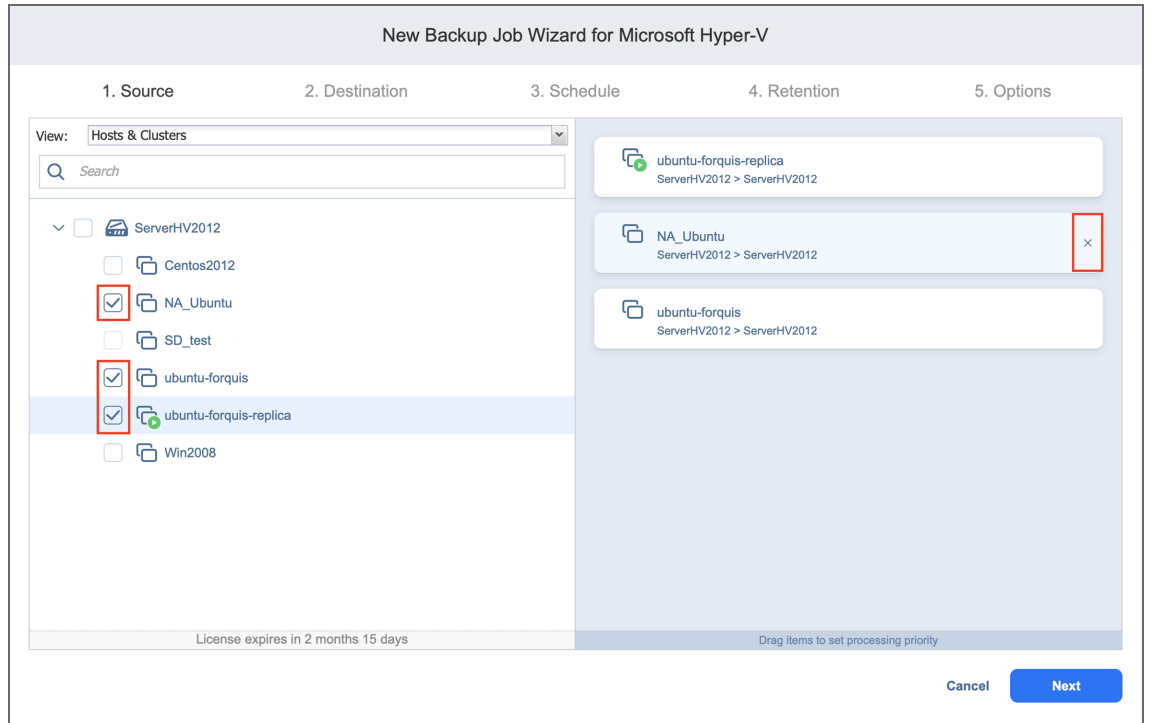 New Backup Job Wizard for Microsoft Hyper-V
1. Source
2. Destination
3. Schedule
4. Retention
5. Options
View:
Hosts & Clusters
Search
ServerHV2012
Centos2012
NA_Ubuntu
SD_test
ubuntu-forquis
ubuntu-forquis-replica
Win2008
License expires in 2 months 15 days
ubuntu-forquis-replica
ServerHV2012 > ServerHV2012
NA_Ubuntu
ServerHV2012 > ServerHV2012
ubuntu-forquis
ServerHV2012 > ServerHV2012
Drag items to set processing priority
Cancel
Next